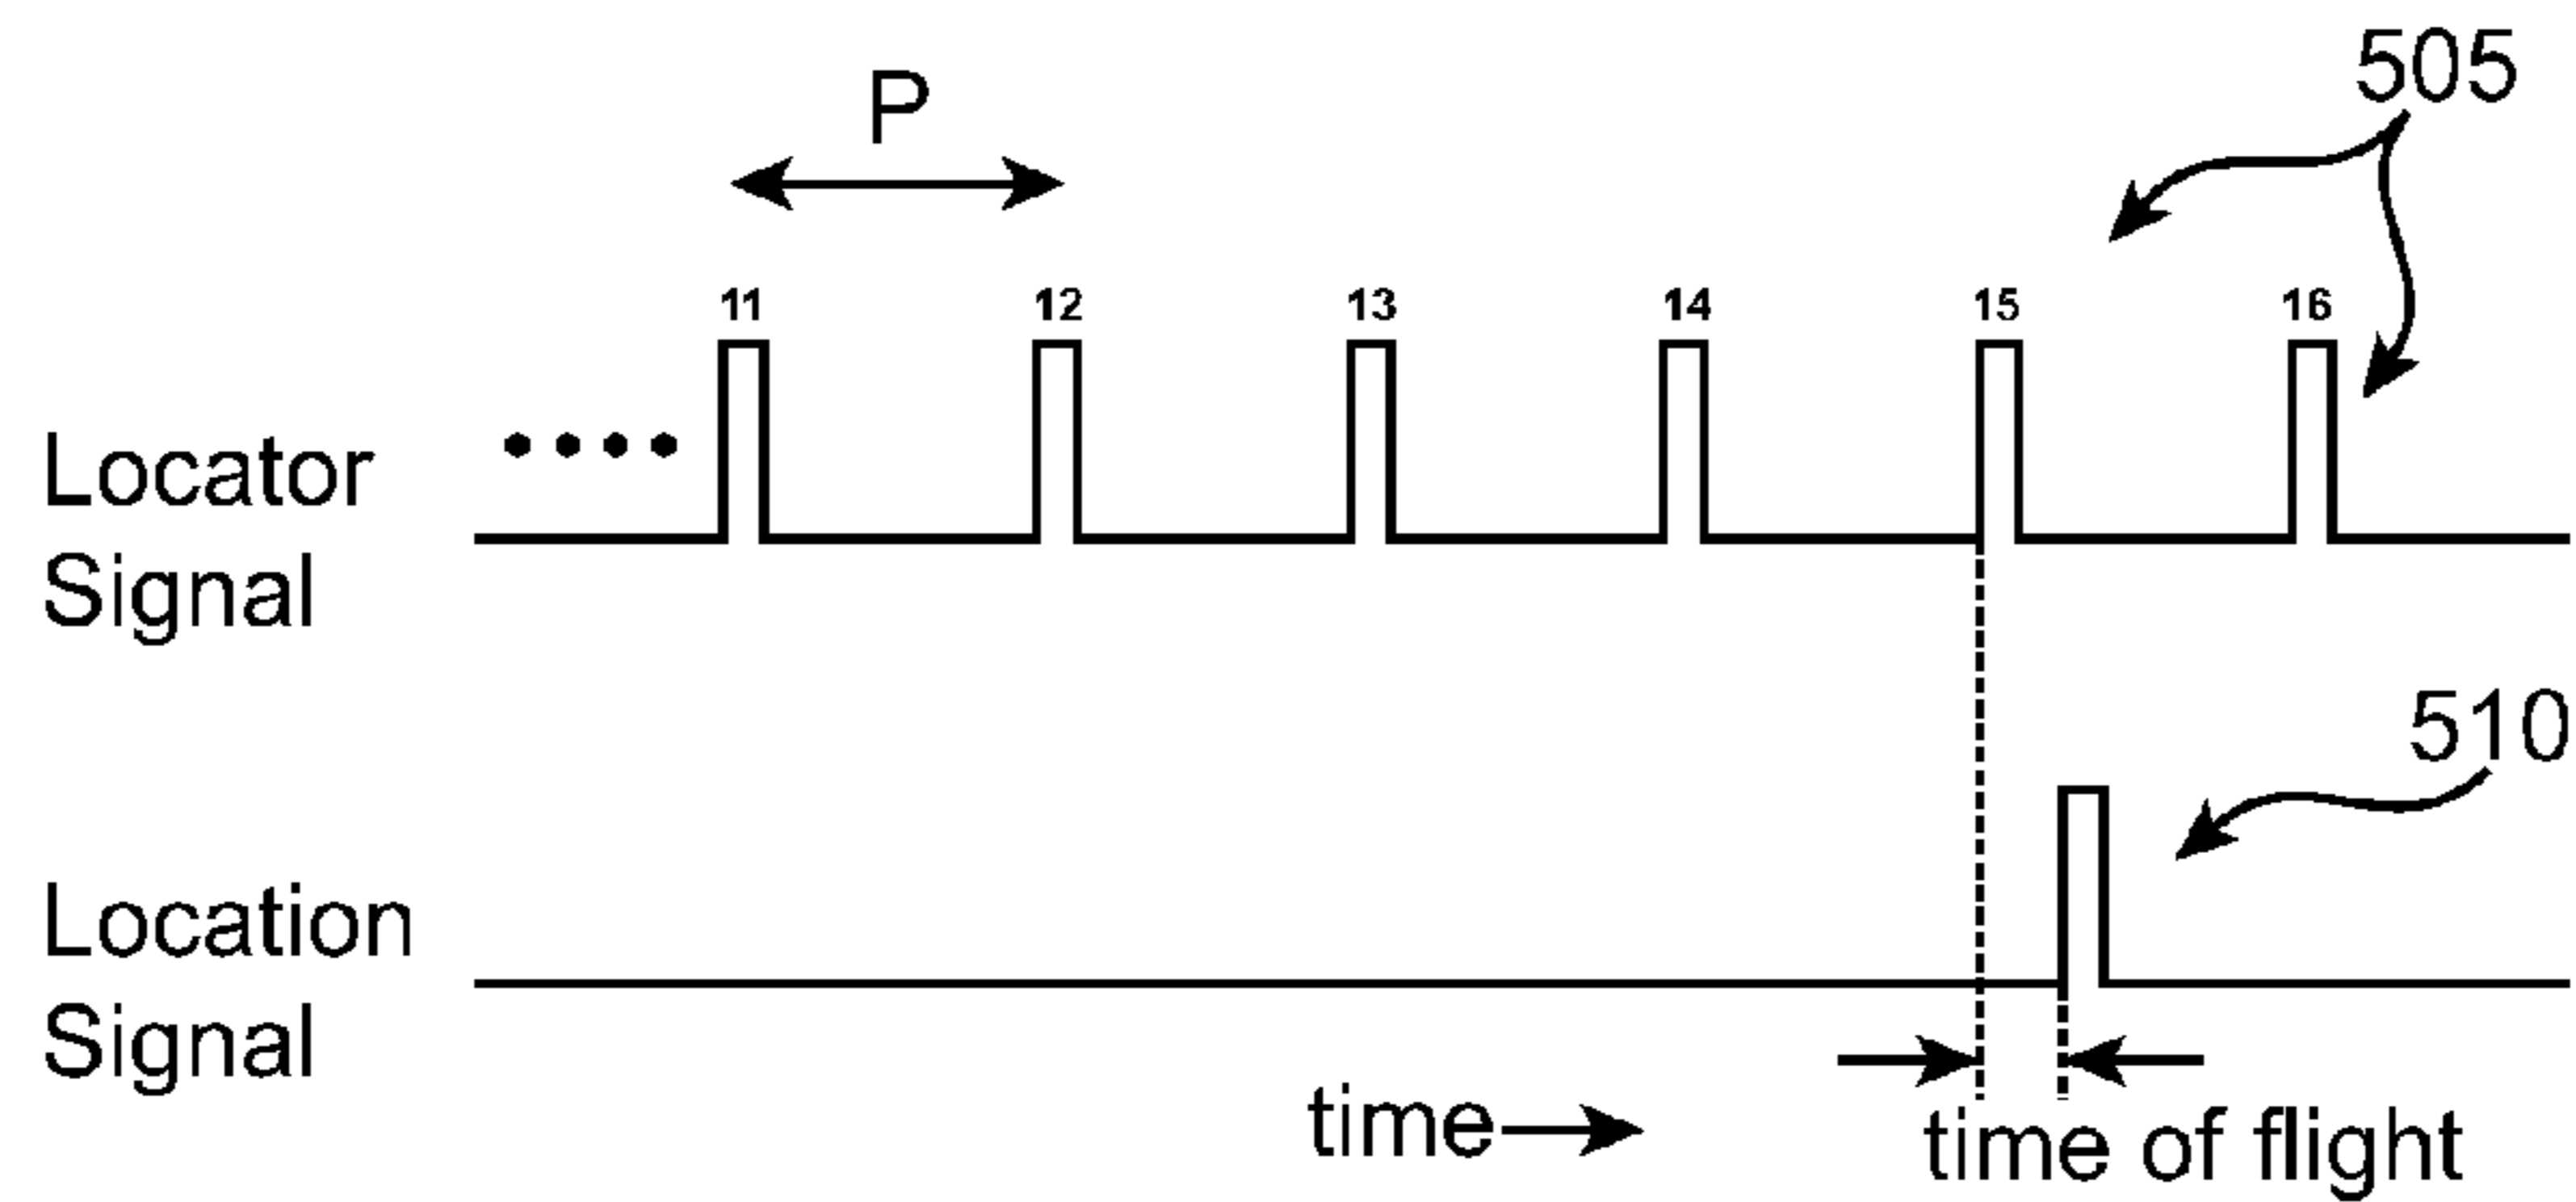 505
P
11 12 13 14 15 16
Locator
Signal
510
Location
Signal
time
time of flight